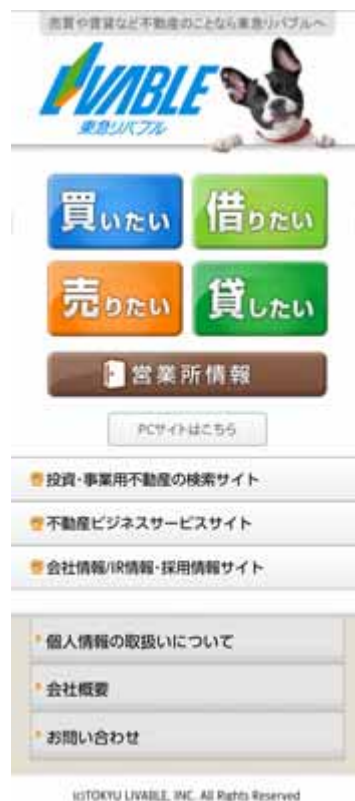 売買や賃貸など不動産のことなら東急リバブルへ
LIVABLE
東急リバブル
買いたい
借りたい
売りたい
貸したい
営業所情報
PCサイトはこちら
投資・事業用不動産の検索サイト
不動産ビジネスサービスサイト
会社情報/IR情報・採用情報サイト
個人情報の取扱いについて
会社概要
お問い合わせ
(c)TOKYU LIVABLE, INC. All Rights Reserved